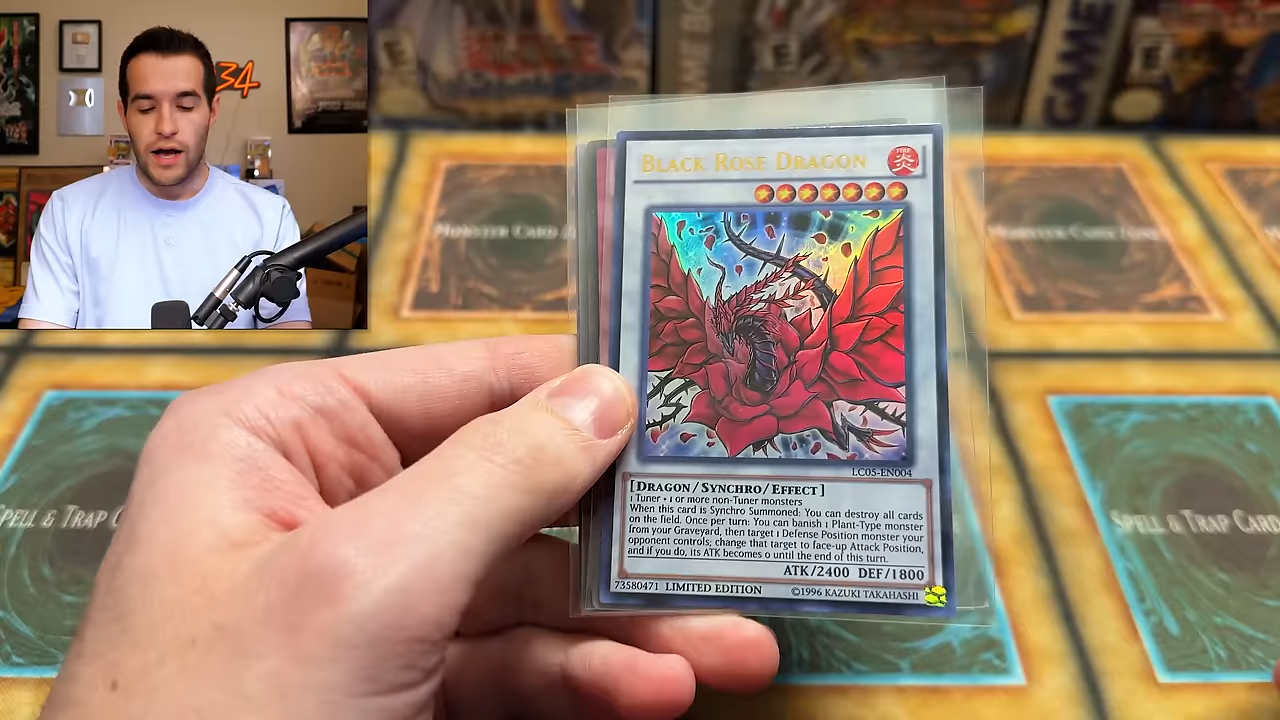 34
E
E
GAME
E
BLACK ROSE DRAGON
FIRE
炎
MONSTER CARD
LC05-EN004
[DRAGON/SYNCHRO/EFFECT]
1 Tuner + 1 or more non-Tuner monsters
When this card is Synchro Summoned: You can destroy all cards
on the field. Once per turn: You can banish 1 Plant-Type monster
from your Graveyard, then target 1 Defense Position monster your
opponent controls; change that target to face-up Attack Position,
and if you do, its ATK becomes 0 until the end of this turn.
ATK/2400 DEF/1800
73580471 LIMITED EDITION ©1996 KAZUKI TAKAHASHI
SPELL & TRAP
SPELL & TRAP CARD